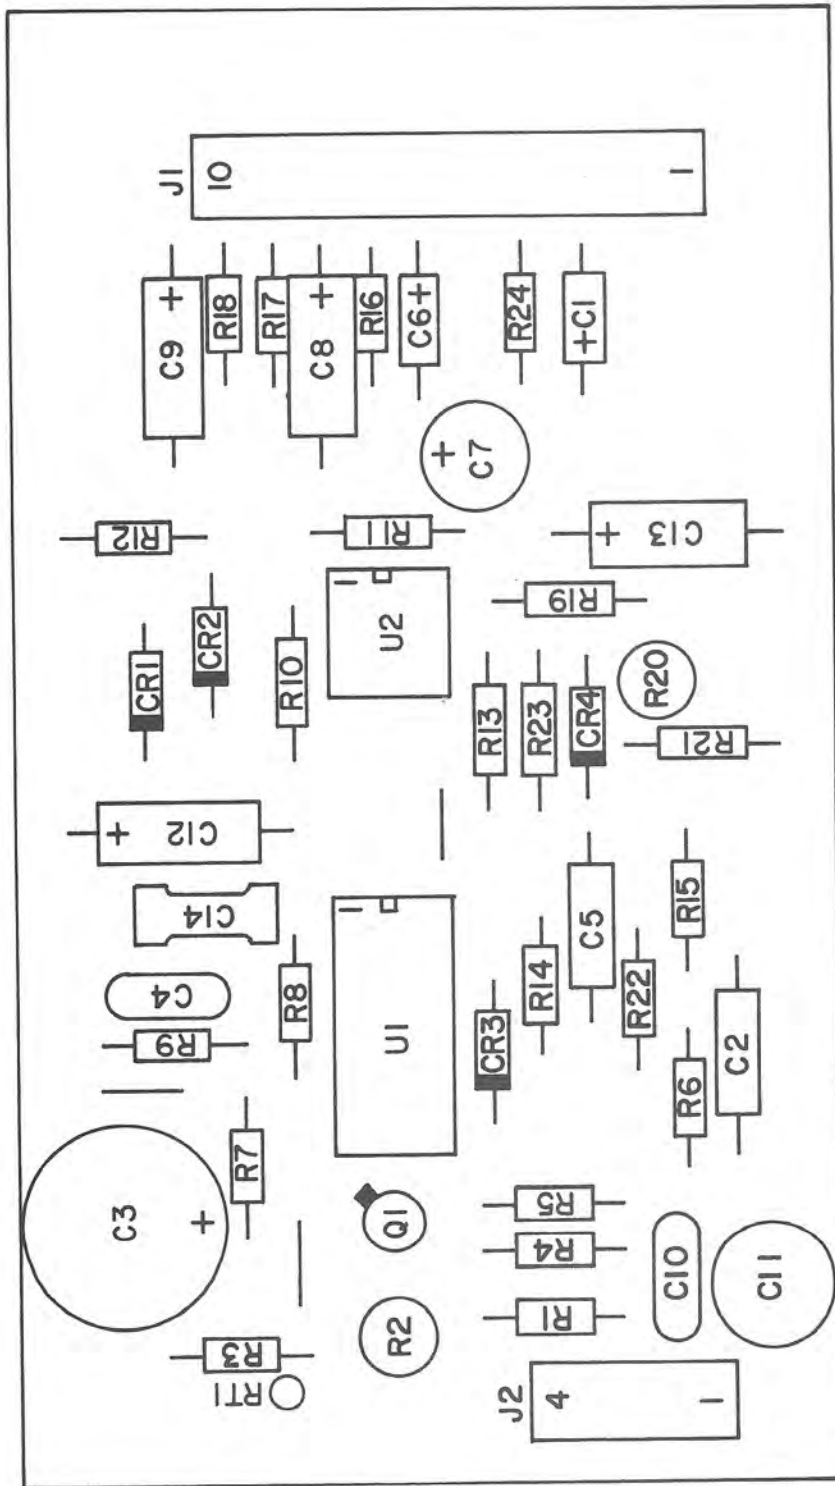 J1
10
1
C9 +
R18
R17
C8 +
R16
C6+
R24
+C1
+ C7
R12
R11
+ C13
R19
CR2
CR1
R10
1
U2
R13
R23
CR4
R20
R21
+ C12
C14
R15
C5
1
U1
C4
R8
R14
R22
R9
CR3
C2
R6
R7
C3 +
Q1
R5
R4
C10
C11
R1
R2
R3
RT1
J2
4
1